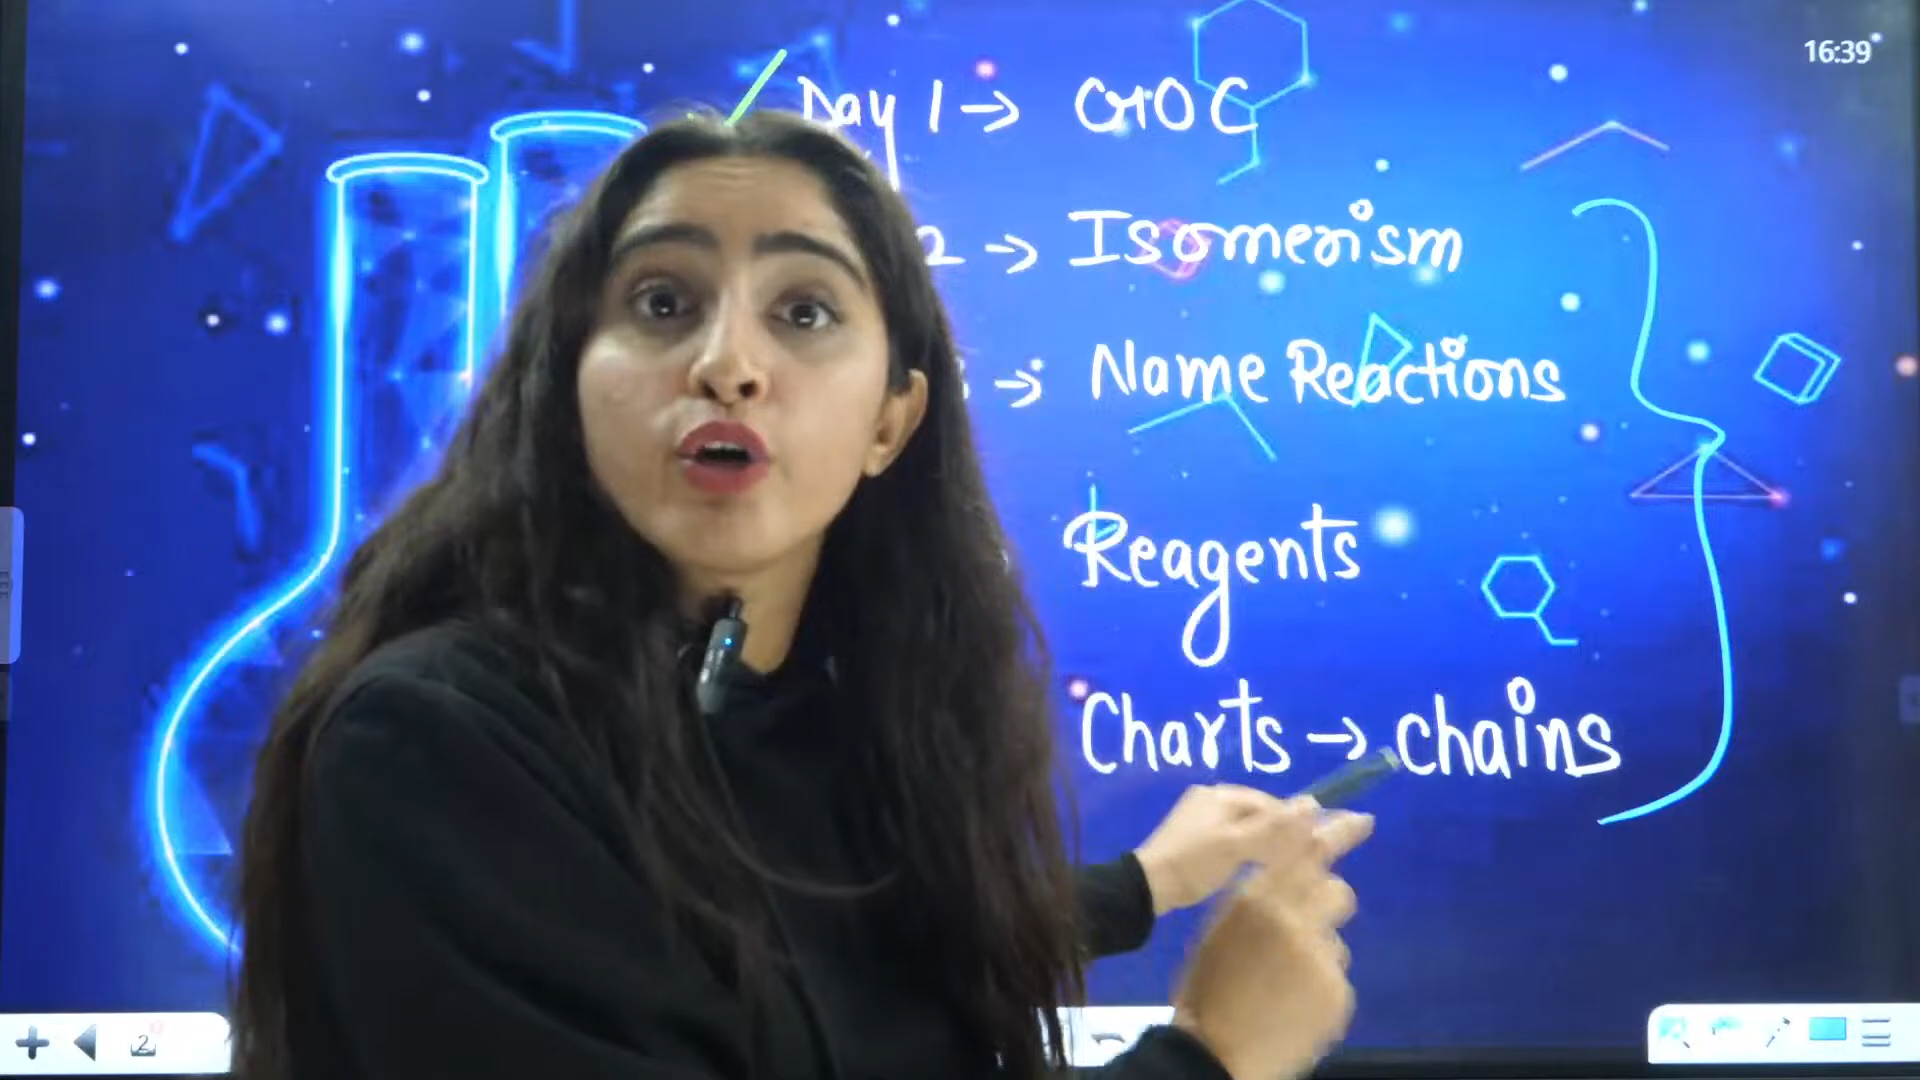 16:39
Day 1 → GOC
2 → Isomerism
→ Name Reactions
Reagents
Charts → chains
2